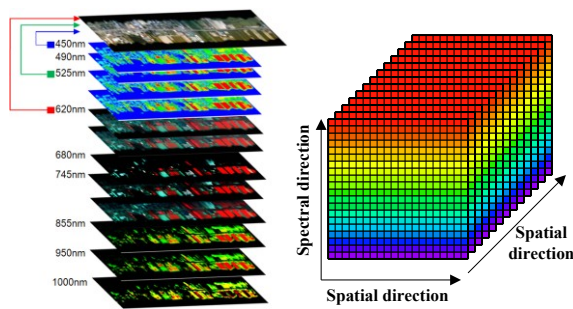 450nm
490nm
525nm
620nm
680nm
745nm
855nm
950nm
1000nm
Spectral direction
Spatial direction
Spatial
direction